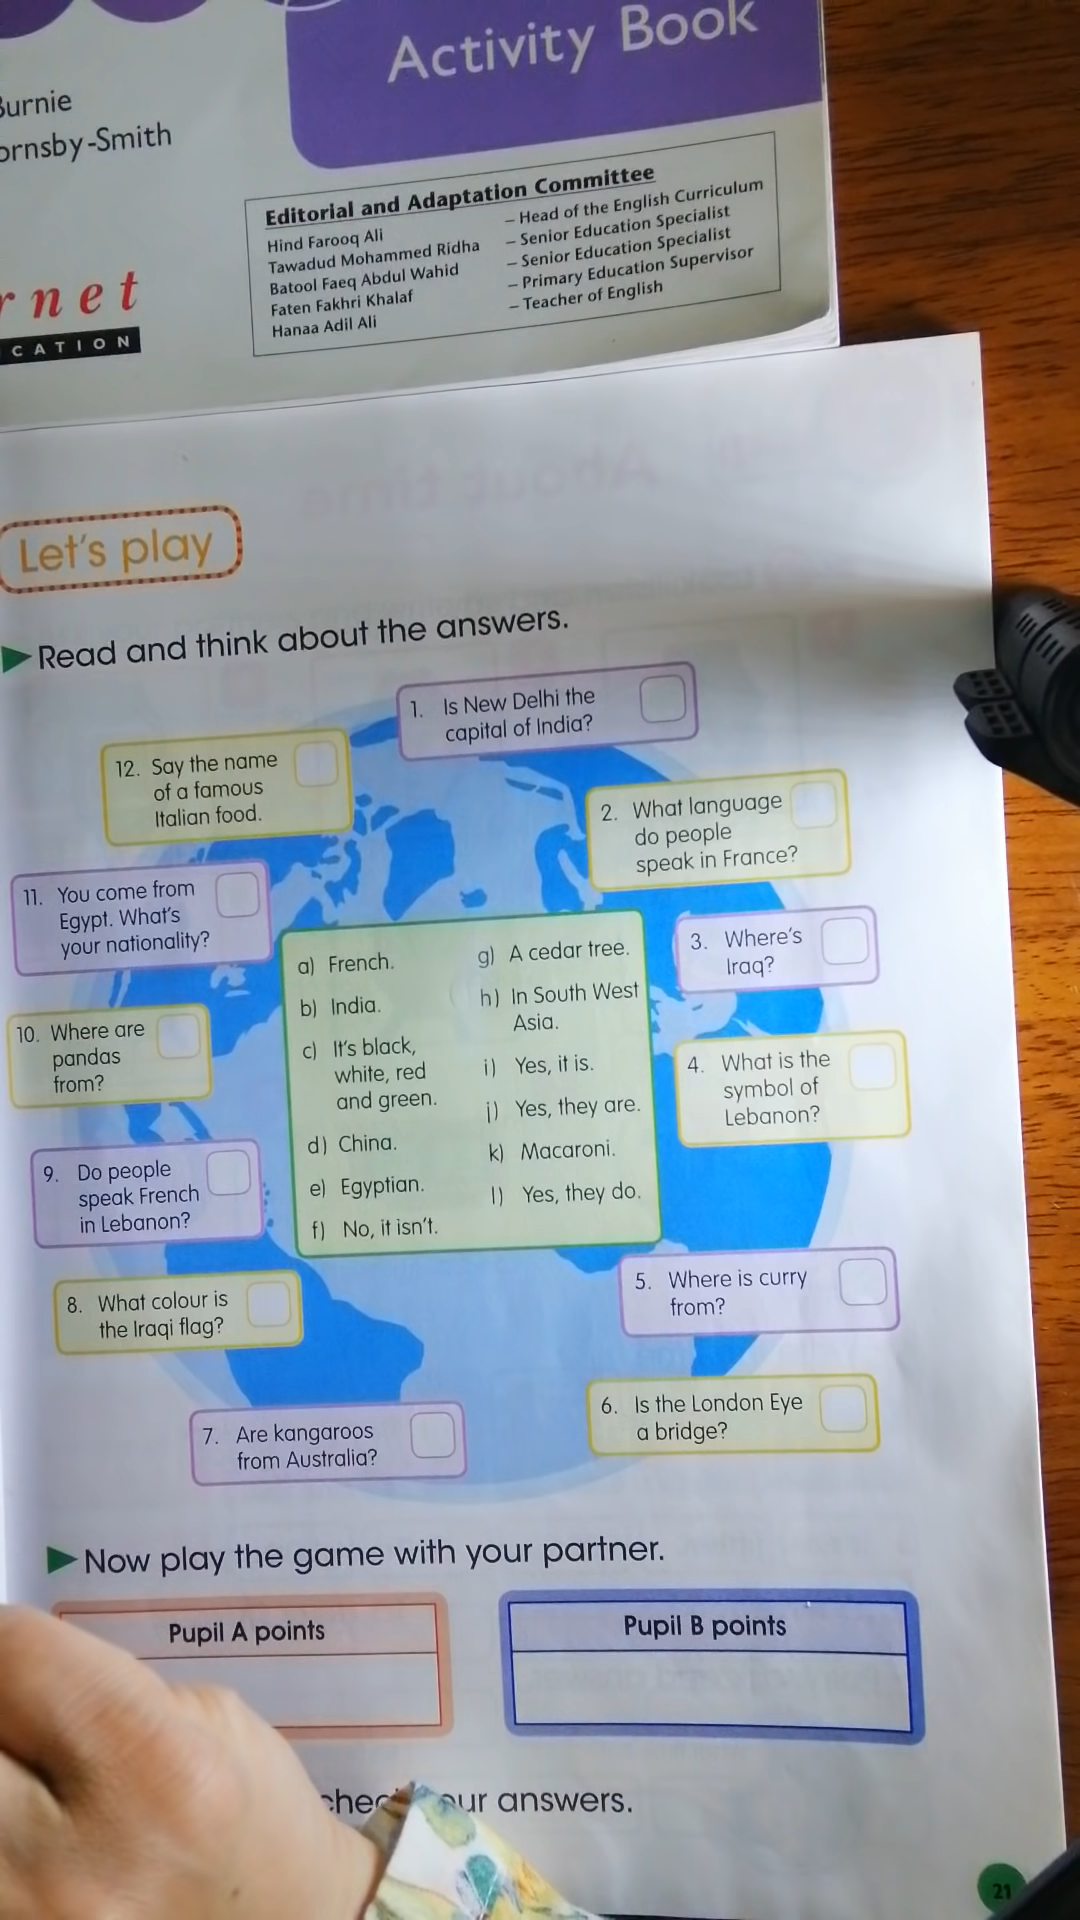 Activity Book
Burnie
ornsby-Smith
Editorial and Adaptation Committee
Hind Farooq Ali – Head of the English Curriculum
Tawadud Mohammed Ridha – Senior Education Specialist
Batool Faeq Abdul Wahid – Senior Education Specialist
Faten Fakhri Khalaf – Primary Education Supervisor
Hanaa Adil Ali – Teacher of English
rnet
CATION
Let's play
Read and think about the answers.
1. Is New Delhi the
capital of India?
2. What language
do people
speak in France?
3. Where's
Iraq?
4. What is the
symbol of
Lebanon?
5. Where is curry
from?
6. Is the London Eye
a bridge?
7. Are kangaroos
from Australia?
8. What colour is
the Iraqi flag?
9. Do people
speak French
in Lebanon?
10. Where are
pandas
from?
11. You come from
Egypt. What's
your nationality?
12. Say the name
of a famous
Italian food.
a) French.
b) India.
c) It's black,
white, red
and green.
d) China.
e) Egyptian.
f) No, it isn't.
g) A cedar tree.
h) In South West
Asia.
i) Yes, it is.
j) Yes, they are.
k) Macaroni.
l) Yes, they do.
Now play the game with your partner.
Pupil A points
Pupil B points
answers.
21